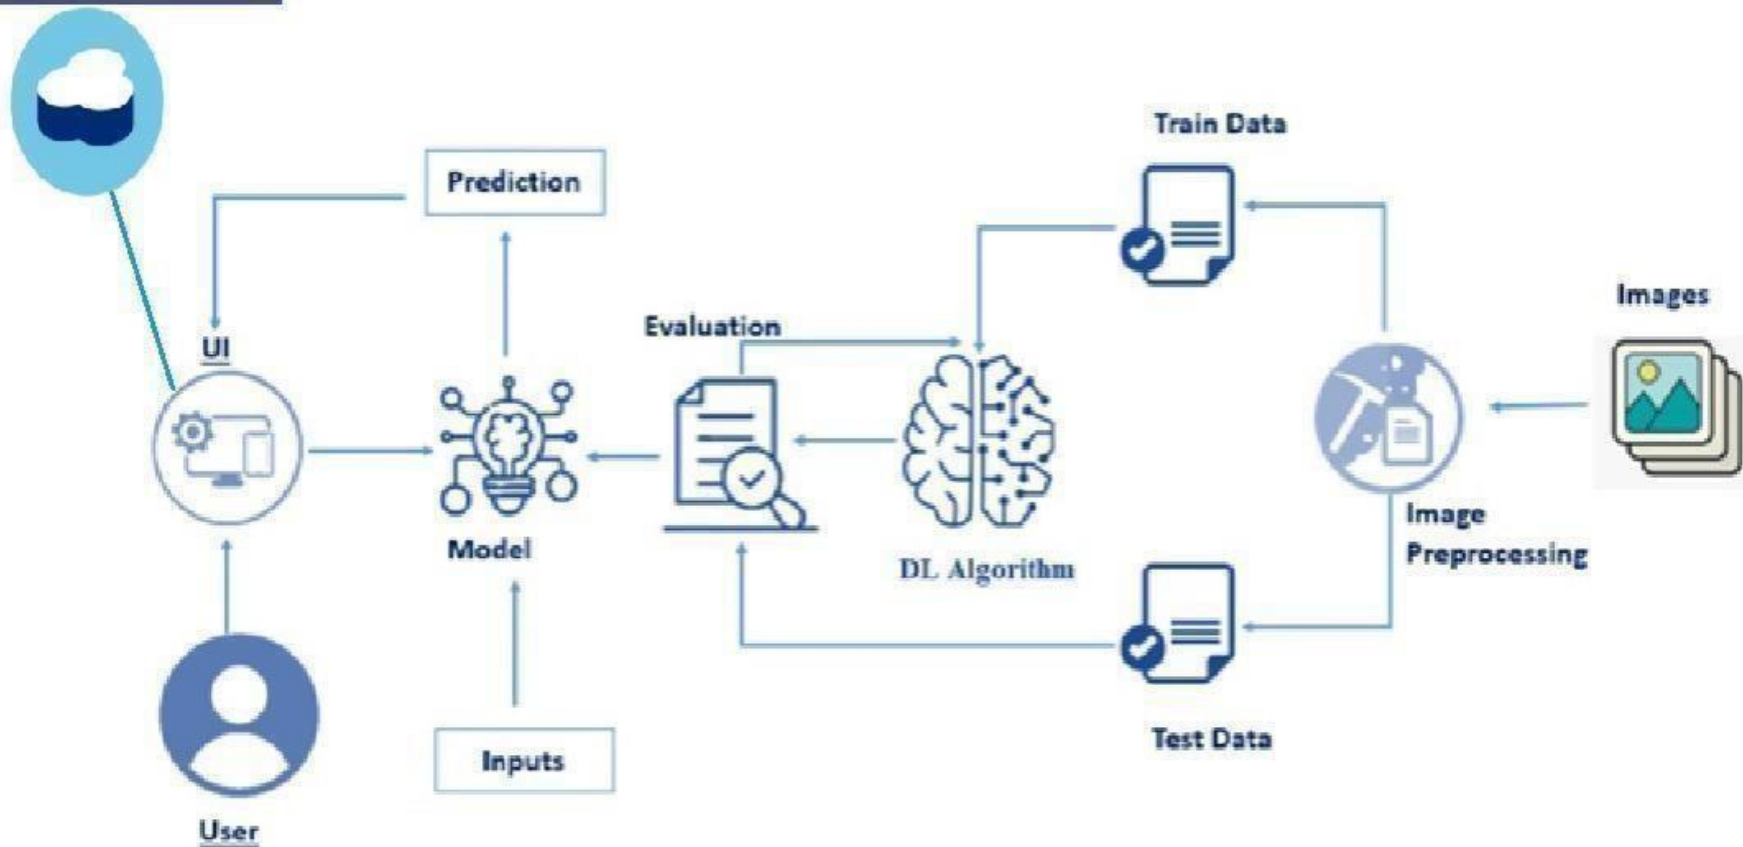 Train Data
Prediction
Images
Evaluation
UI
Image
Preprocessing
Model
DL Algorithm
Test Data
Inputs
User